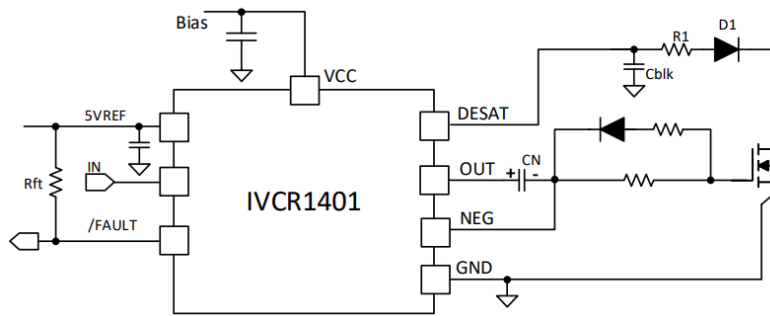 Bias
VCC
R1
D1
Cblk
5VREF
DESAT
IN
OUT
+
CN
-
Rft
IVCR1401
NEG
/FAULT
GND